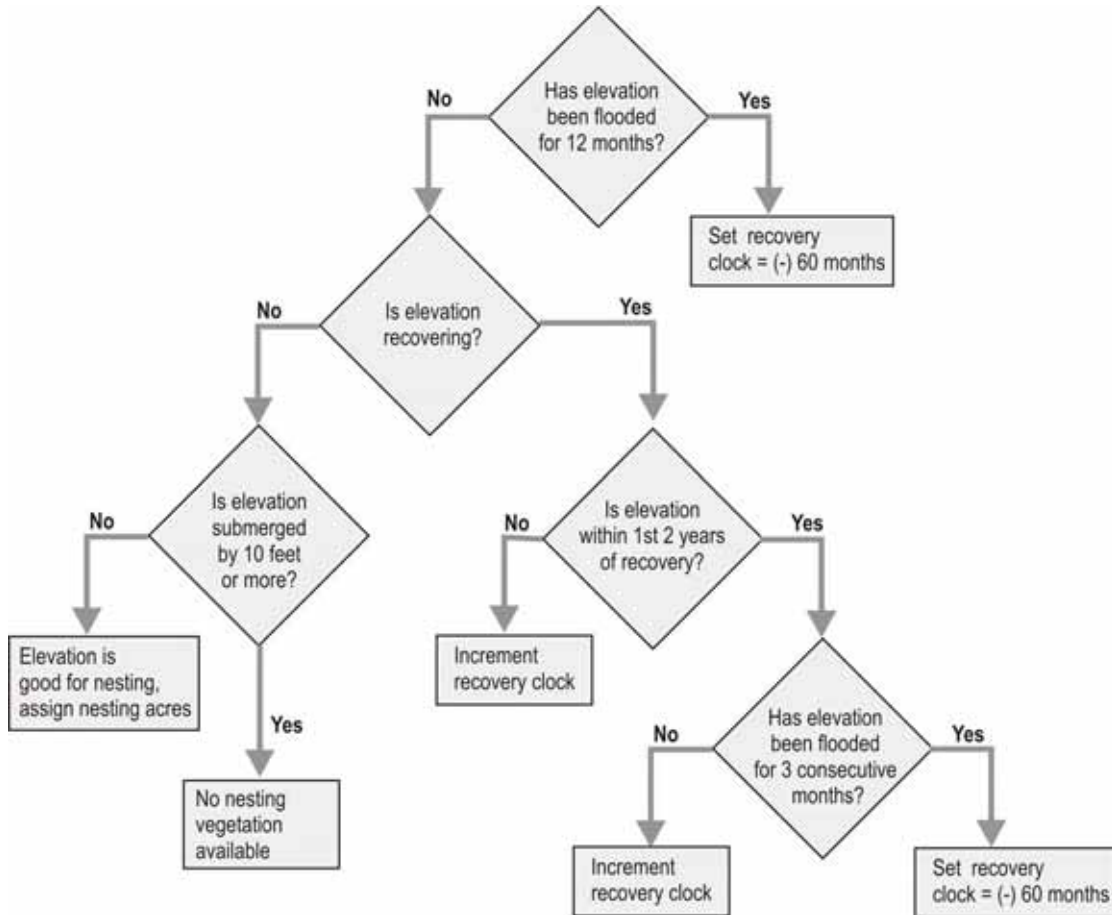 Has elevation
been flooded
for 12 months?
No
Yes
Set recovery
clock = (-) 60 months
Is elevation
recovering?
No
Yes
Is elevation
submerged
by 10 feet
or more?
No
Yes
Elevation is
good for nesting,
assign nesting acres
No nesting
vegetation
available
Is elevation
within 1st 2 years
of recovery?
No
Yes
Increment
recovery clock
Has elevation
been flooded
for 3 consecutive
months?
No
Yes
Increment
recovery clock
Set recovery
clock = (-) 60 months